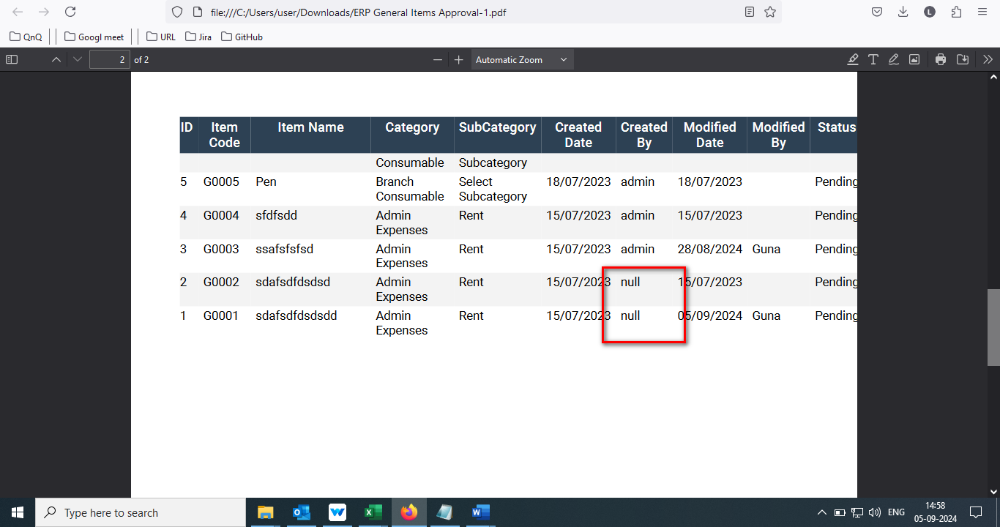 file:///C:/Users/user/Downloads/ERP General Items Approval-1.pdf
L
QnQ Googl meet URL Jira GitHub
2 of 2 Automatic Zoom
ID Item Code Item Name Category SubCategory Created Date Created By Modified Date Modified By Status
Consumable Subcategory
5 G0005 Pen Branch Consumable Select Subcategory 18/07/2023 admin 18/07/2023 Pending
4 G0004 sfdfsdd Admin Expenses Rent 15/07/2023 admin 15/07/2023 Pending
3 G0003 ssafsfsfsd Admin Expenses Rent 15/07/2023 admin 28/08/2024 Guna Pending
2 G0002 sdafsdfdsdsd Admin Expenses Rent 15/07/2023 null 15/07/2023 Pending
1 G0001 sdafsdfdsdsdd Admin Expenses Rent 15/07/2023 null 05/09/2024 Guna Pending
Type here to search
ENG
14:58
05-09-2024